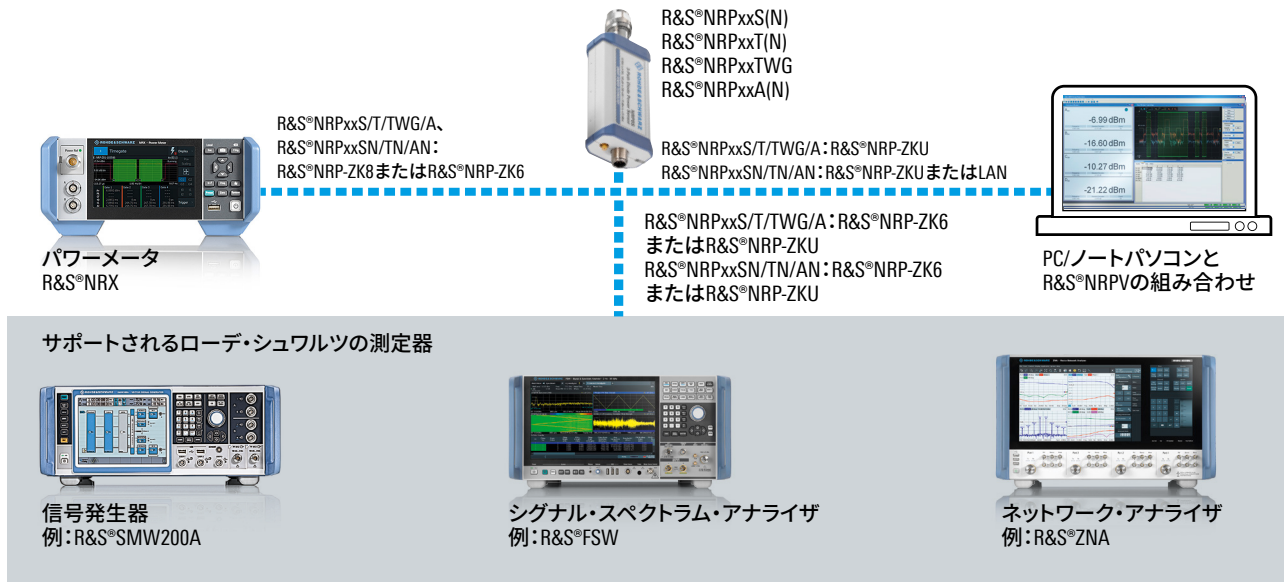 R&S®NRPxxS(N)
R&S®NRPxxT(N)
R&S®NRPxxTWG
R&S®NRPxxA(N)
R&S®NRPxxS/T/TWG/A、
R&S®NRPxxSN/TN/AN：
R&S®NRP-ZK8またはR&S®NRP-ZK6
R&S®NRPxxS/T/TWG/A：R&S®NRP-ZKU
R&S®NRPxxSN/TN/AN：R&S®NRP-ZKUまたはLAN
-6.99 dBm
-16.60 dBm
-10.27 dBm
-21.22 dBm
R&S®NRPxxS/T/TWG/A：R&S®NRP-ZK6
またはR&S®NRP-ZKU
R&S®NRPxxSN/TN/AN：R&S®NRP-ZK6
またはR&S®NRP-ZKU
パワーメータ
R&S®NRX
PC/ノートパソコンと
R&S®NRPVの組み合わせ
サポートされるローデ・シュワルツの測定器
信号発生器
例：R&S®SMW200A
シグナル・スペクトラム・アナライザ
例：R&S®FSW
ネットワーク・アナライザ
例：R&S®ZNA